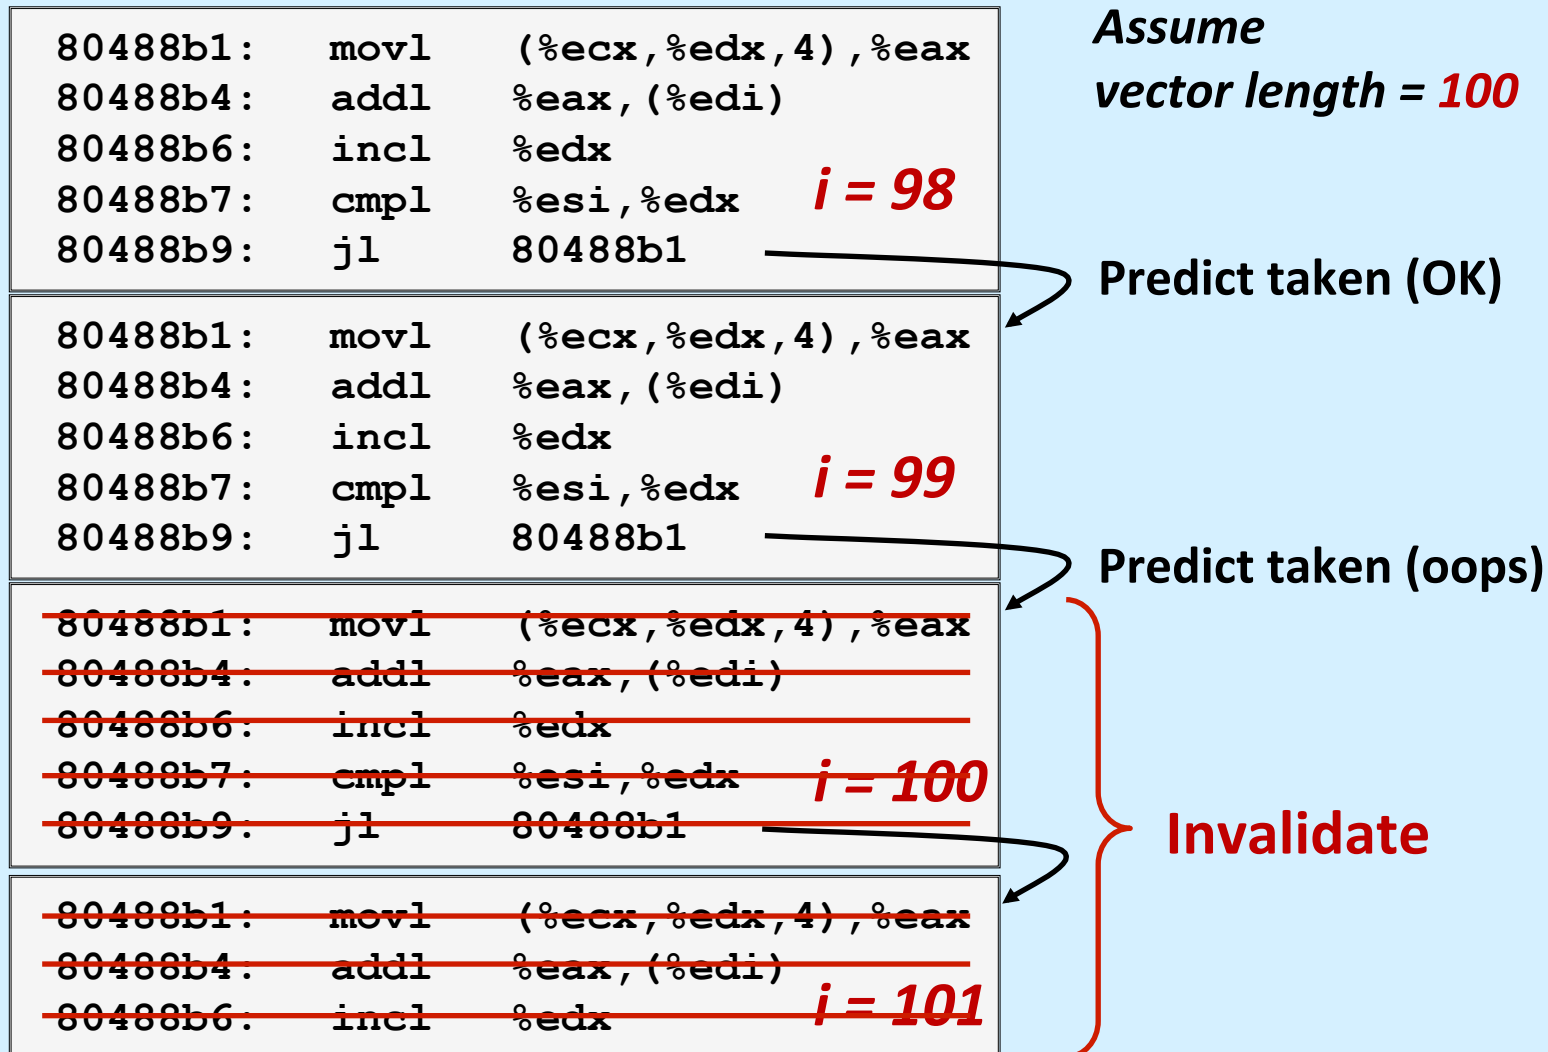 80488b1: movl (%ecx,%edx,4),%eax
80488b4: addl %eax,(%edi)
80488b6: incl %edx
80488b7: cmpl %esi,%edx
i = 98
80488b9: jl 80488b1
Assume
vector length = 100
Predict taken (OK)
80488b1: movl (%ecx,%edx,4),%eax
80488b4: addl %eax,(%edi)
80488b6: incl %edx
80488b7: cmpl %esi,%edx
i = 99
80488b9: jl 80488b1
Predict taken (oops)
80488b1: movl (%ecx,%edx,4),%eax
80488b4: addl %eax,(%edi)
80488b6: incl %edx
80488b7: cmpl %esi,%edx
i = 100
80488b9: jl 80488b1
Invalidate
80488b1: movl (%ecx,%edx,4),%eax
80488b4: addl %eax,(%edi)
80488b6: incl %edx
i = 101